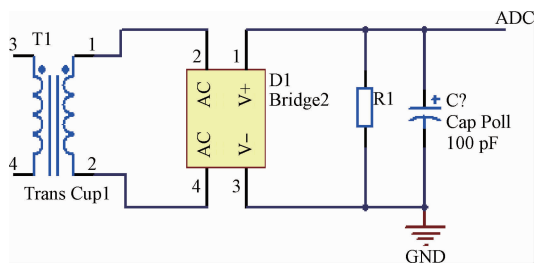 ADC
T1
3
1
2
1
D1
Bridge2
AC
V+
AC
V−
R1
C?
Cap Poll
100 pF
4
2
4
3
Trans Cup1
GND